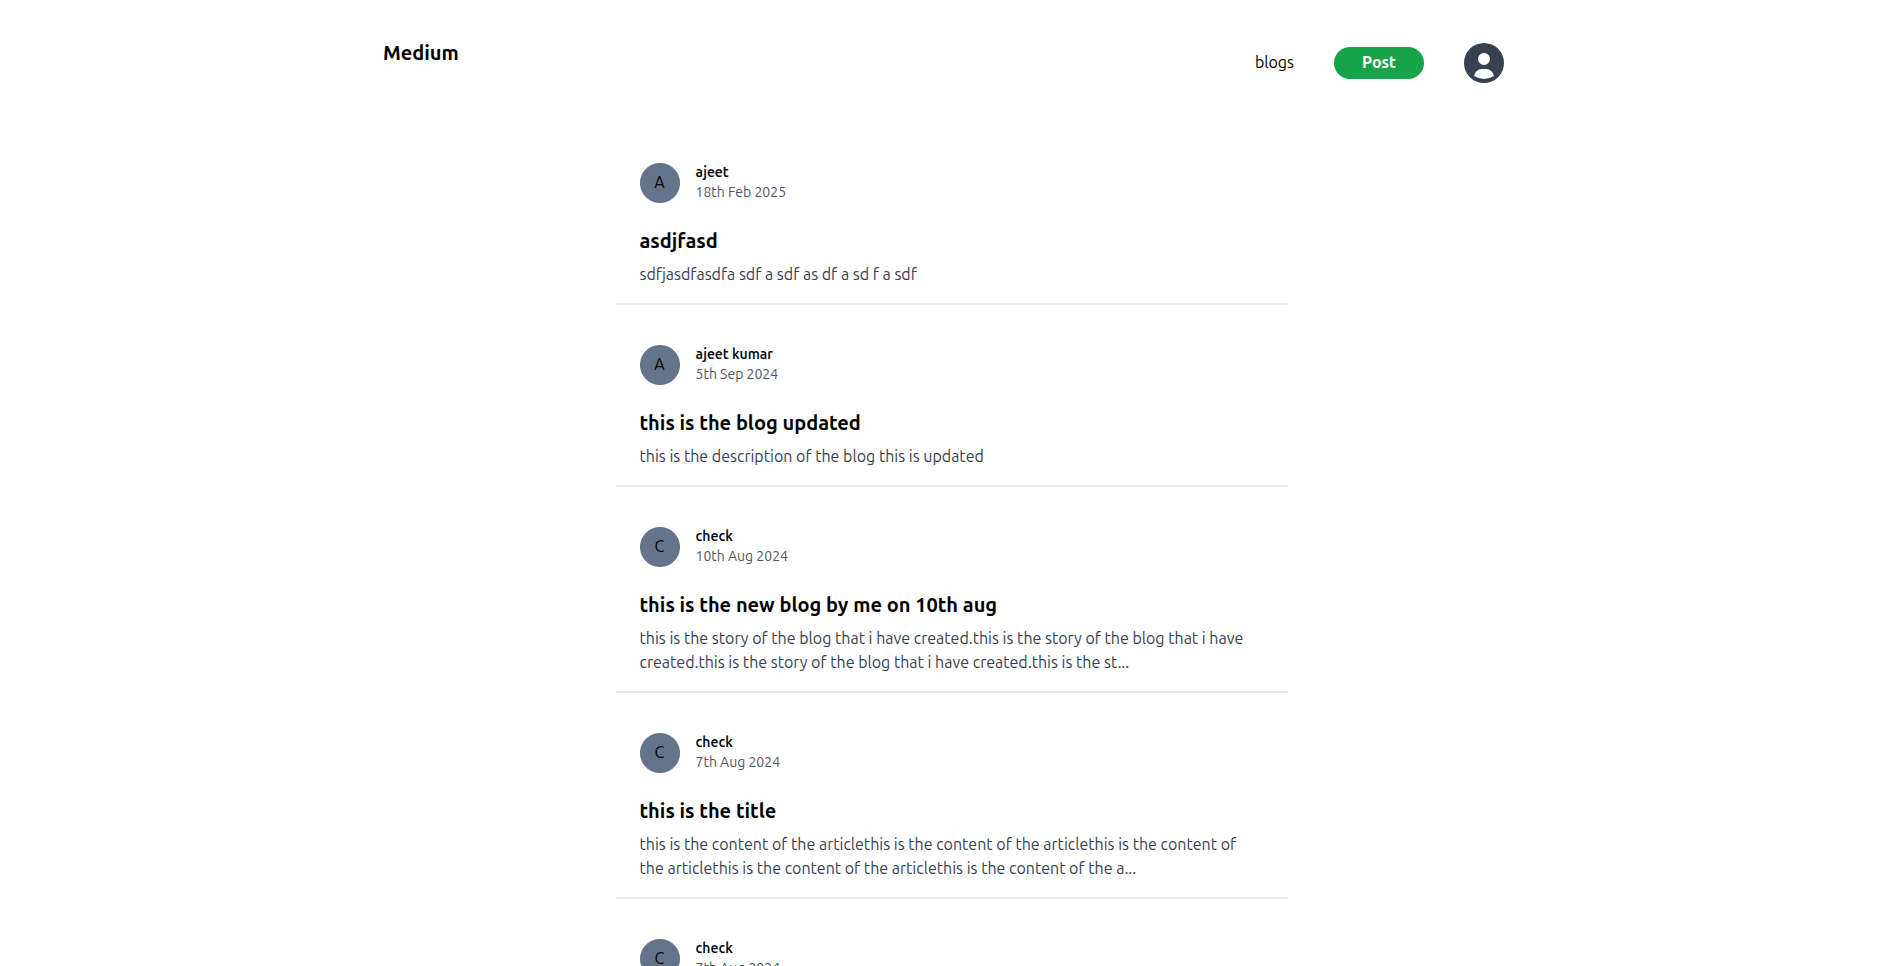 Medium
blogs
Post
A
ajeet
18th Feb 2025
asdjfasd
sdfjasdfasdfa sdf a sdf as df a sd f a sdf
A
ajeet kumar
5th Sep 2024
this is the blog updated
this is the description of the blog this is updated
C
check
10th Aug 2024
this is the new blog by me on 10th aug
this is the story of the blog that i have created.this is the story of the blog that i have
created.this is the story of the blog that i have created.this is the st...
C
check
7th Aug 2024
this is the title
this is the content of the articlethis is the content of the articlethis is the content of
the articlethis is the content of the articlethis is the content of the a...
C
check
7th Aug 2024